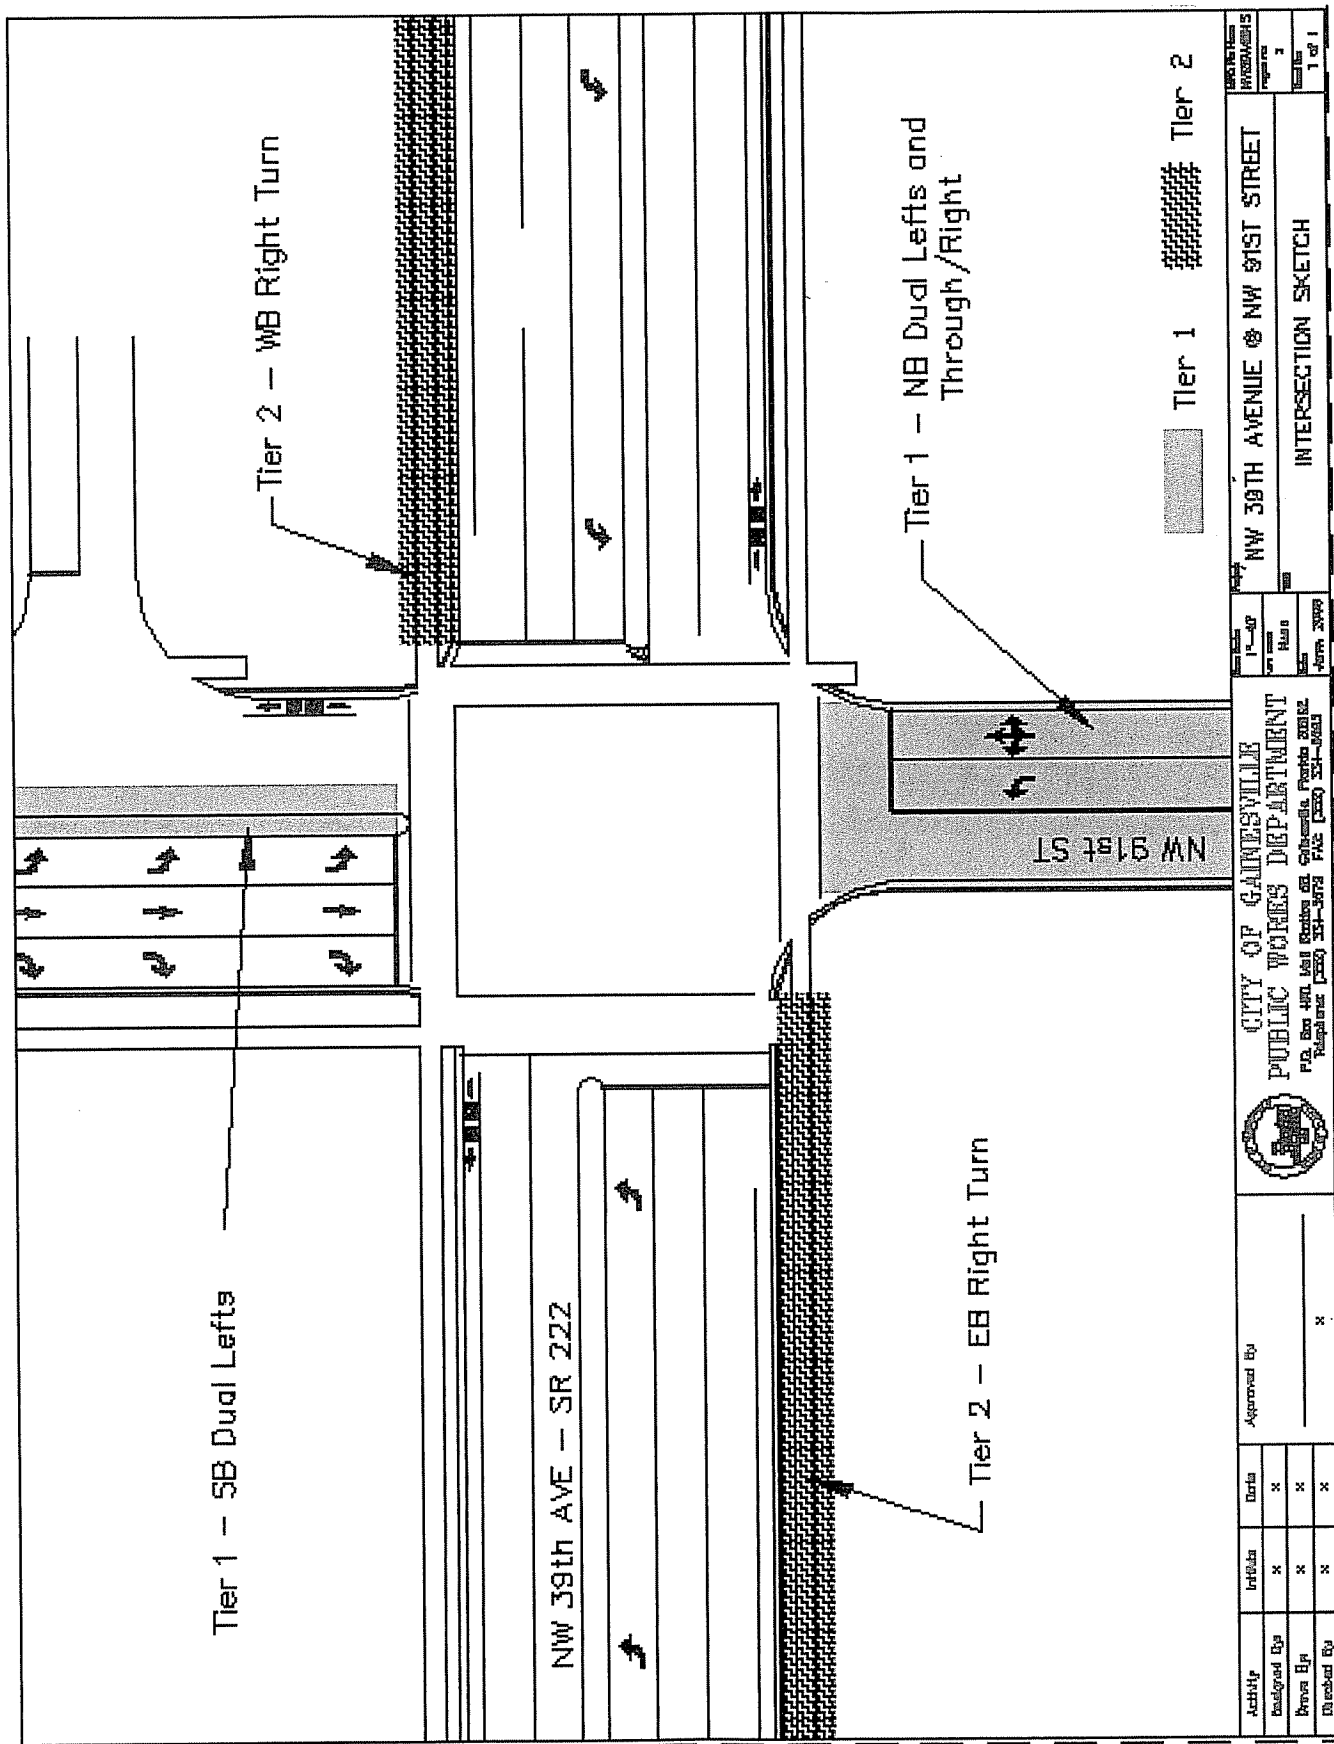 Tier 1 - SB Dual Lefts
Tier 2 - WB Right Turn
NW 39th AVE - SR 222
Tier 2 - EB Right Turn
Tier 1 - NB Dual Lefts and
Through/Right
NW 91st ST
Tier 1
Tier 2
Activity
Initials
Date
Designed By
x
x
Drawn By
x
x
Checked By
x
x
Approved By
x
CITY OF GAINESVILLE
PUBLIC WORKS DEPARTMENT
NW 39TH AVENUE @ NW 91ST STREET
INTERSECTION SKETCH
1 of 1